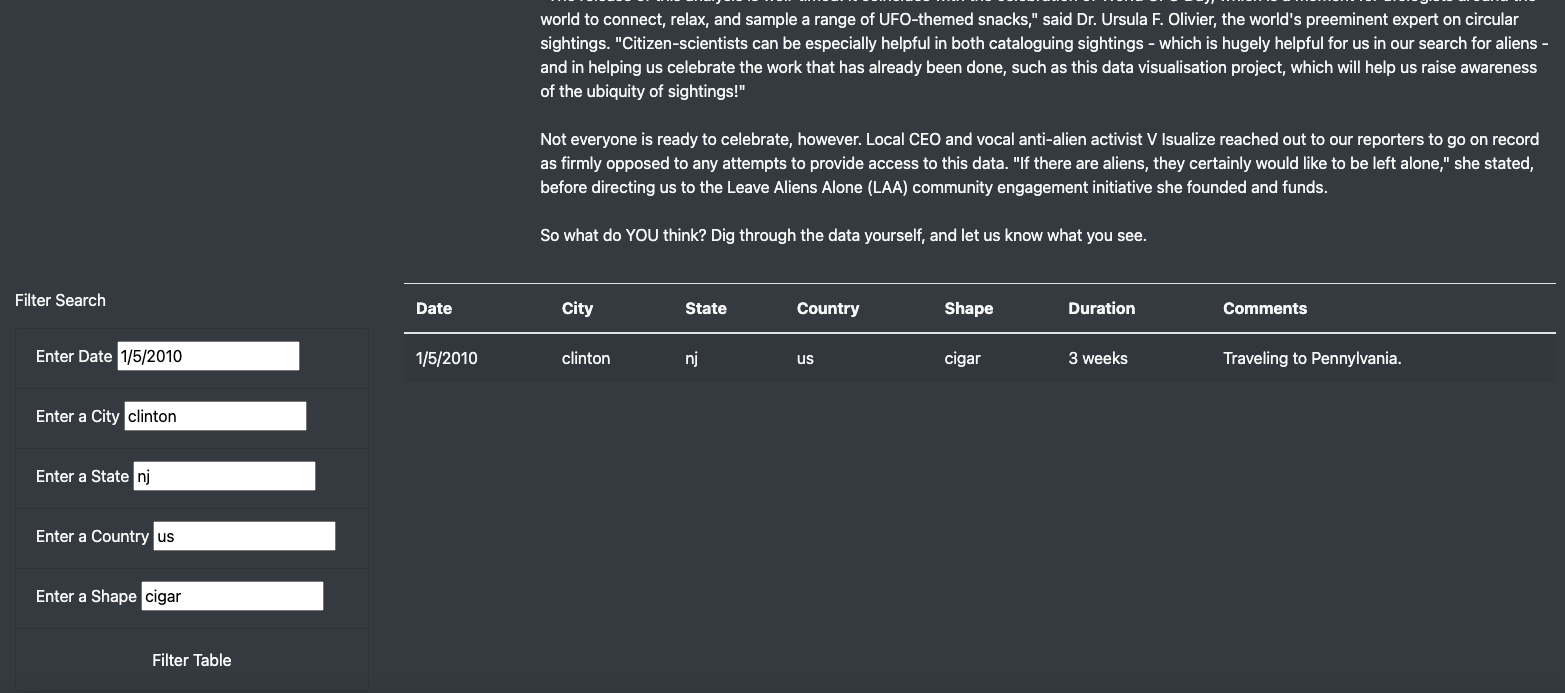 world to connect, relax, and sample a range of UFO-themed snacks," said Dr. Ursula F. Olivier, the world's preeminent expert on circular
sightings. "Citizen-scientists can be especially helpful in both cataloguing sightings - which is hugely helpful for us in our search for aliens -
and in helping us celebrate the work that has already been done, such as this data visualisation project, which will help us raise awareness
of the ubiquity of sightings!"
Not everyone is ready to celebrate, however. Local CEO and vocal anti-alien activist V Isualize reached out to our reporters to go on record
as firmly opposed to any attempts to provide access to this data. "If there are aliens, they certainly would like to be left alone," she stated,
before directing us to the Leave Aliens Alone (LAA) community engagement initiative she founded and funds.
So what do YOU think? Dig through the data yourself, and let us know what you see.
Filter Search
Enter Date 1/5/2010
Enter a City clinton
Enter a State nj
Enter a Country us
Enter a Shape cigar
Filter Table
Date City State Country Shape Duration Comments
1/5/2010 clinton nj us cigar 3 weeks Traveling to Pennylvania.